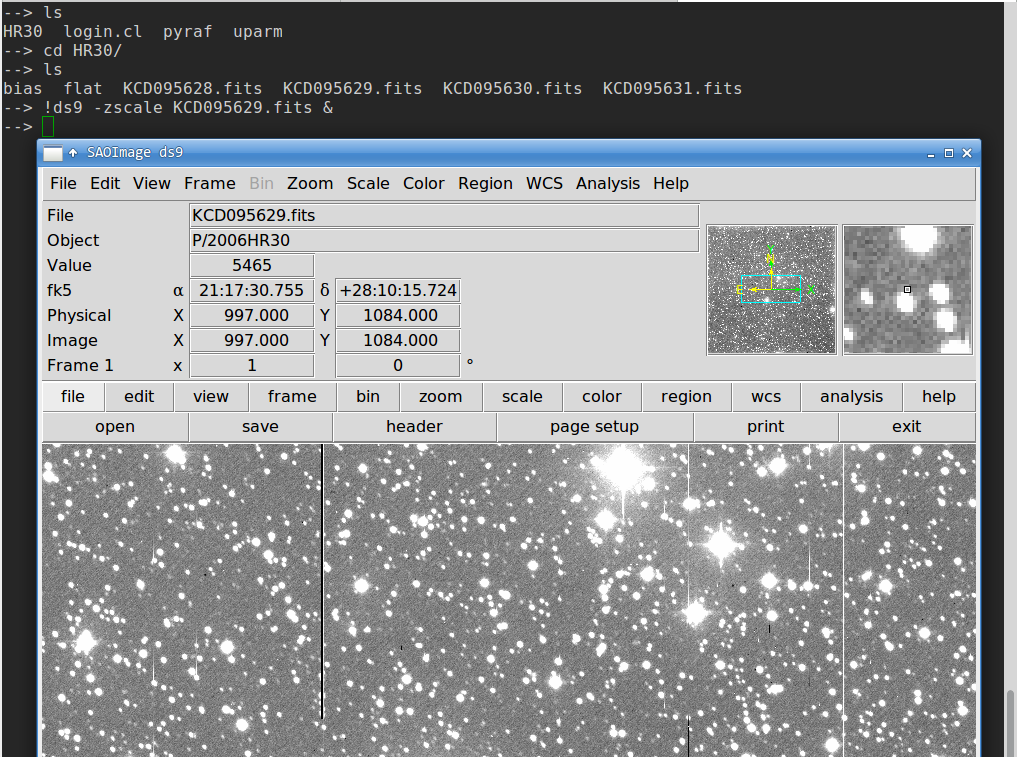 --> ls
HR30  login.cl  pyraf  uparm
--> cd HR30/
--> ls
bias  flat  KCD095628.fits  KCD095629.fits  KCD095630.fits  KCD095631.fits
--> !ds9 -zscale KCD095629.fits &
-->
SAOImage ds9
File Edit View Frame Bin Zoom Scale Color Region WCS Analysis Help
File KCD095629.fits
Object P/2006HR30
Value 5465
fk5 α 21:17:30.755 δ +28:10:15.724
Physical X 997.000 Y 1084.000
Image X 997.000 Y 1084.000
Frame 1 x 1 0 °
file edit view frame bin zoom scale color region wcs analysis help
open save header page setup print exit